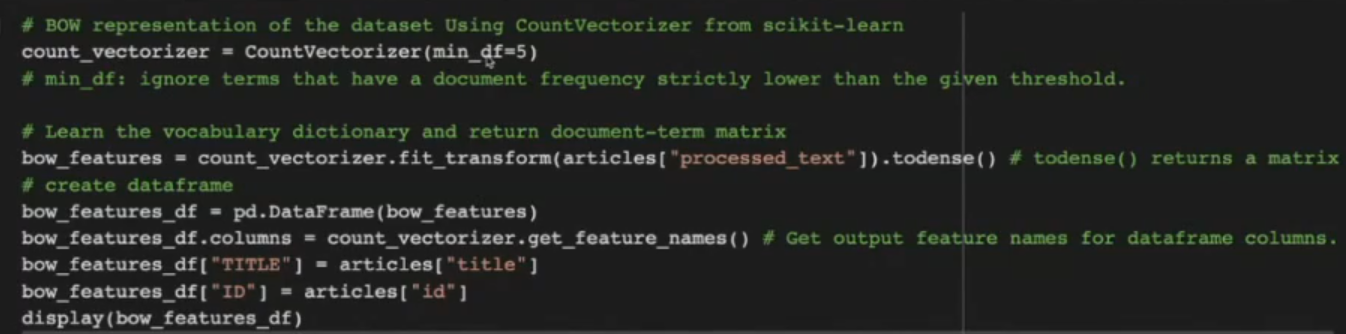 # BOW representation of the dataset Using CountVectorizer from scikit-learn
count_vectorizer = CountVectorizer(min_df=5)
# min_df: ignore terms that have a document frequency strictly lower than the given threshold.
# Learn the vocabulary dictionary and return document-term matrix
bow_features = count_vectorizer.fit_transform(articles["processed_text"]).todense() # todense() returns a matrix
# create dataframe
bow_features_df = pd.DataFrame(bow_features)
bow_features_df.columns = count_vectorizer.get_feature_names() # Get output feature names for dataframe columns.
bow_features_df["TITLE"] = articles["title"]
bow_features_df["ID"] = articles["id"]
display(bow_features_df)